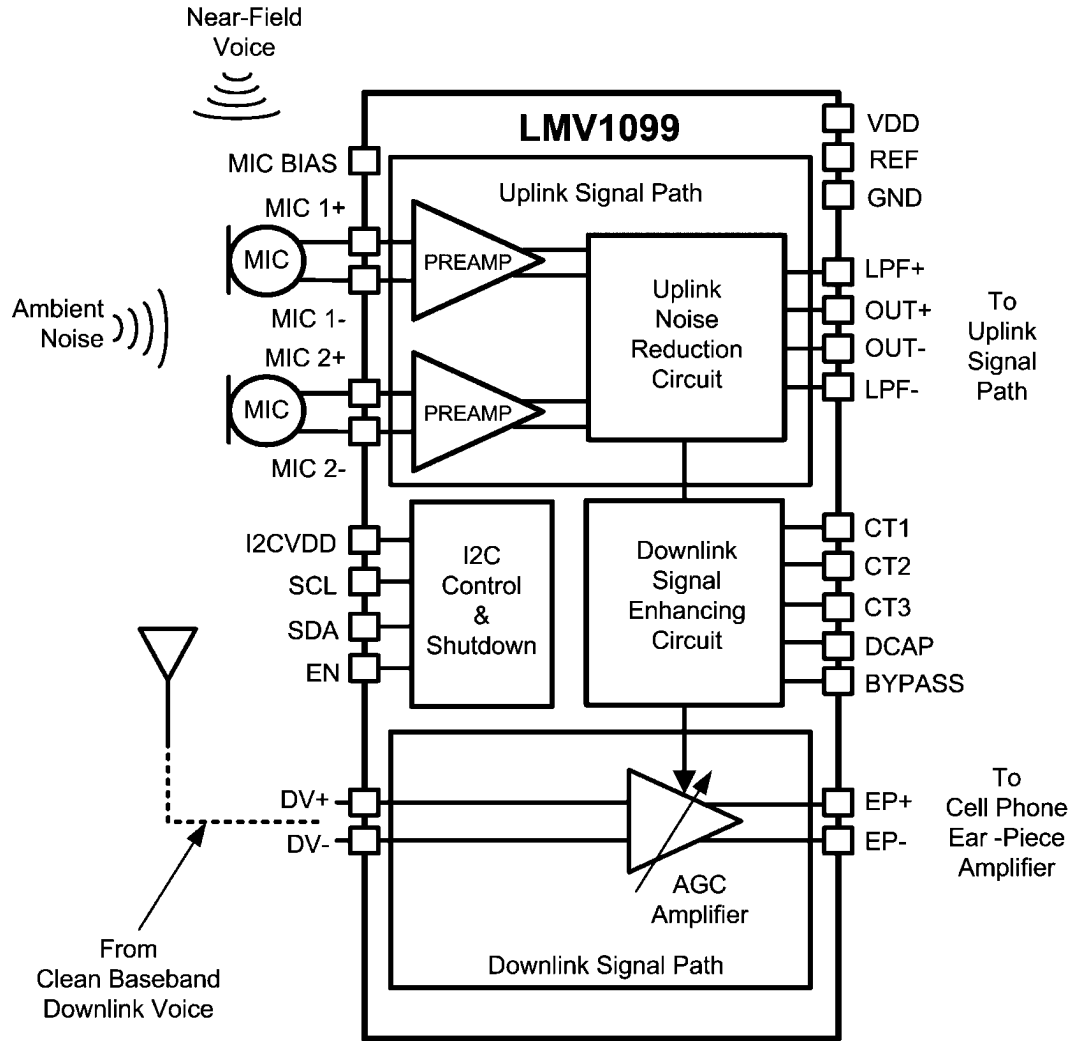 Near-Field
Voice
LMV1099
MIC BIAS
MIC 1+
MIC
MIC 1-
Ambient
Noise
MIC 2+
MIC
MIC 2-
Uplink Signal Path
PREAMP
PREAMP
Uplink
Noise
Reduction
Circuit
VDD
REF
GND
LPF+
OUT+
OUT-
LPF-
To
Uplink
Signal
Path
I2CVDD
SCL
SDA
EN
I2C
Control
&
Shutdown
Downlink
Signal
Enhancing
Circuit
CT1
CT2
CT3
DCAP
BYPASS
DV+
DV-
AGC
Amplifier
Downlink Signal Path
EP+
EP-
To
Cell Phone
Ear -Piece
Amplifier
From
Clean Baseband
Downlink Voice